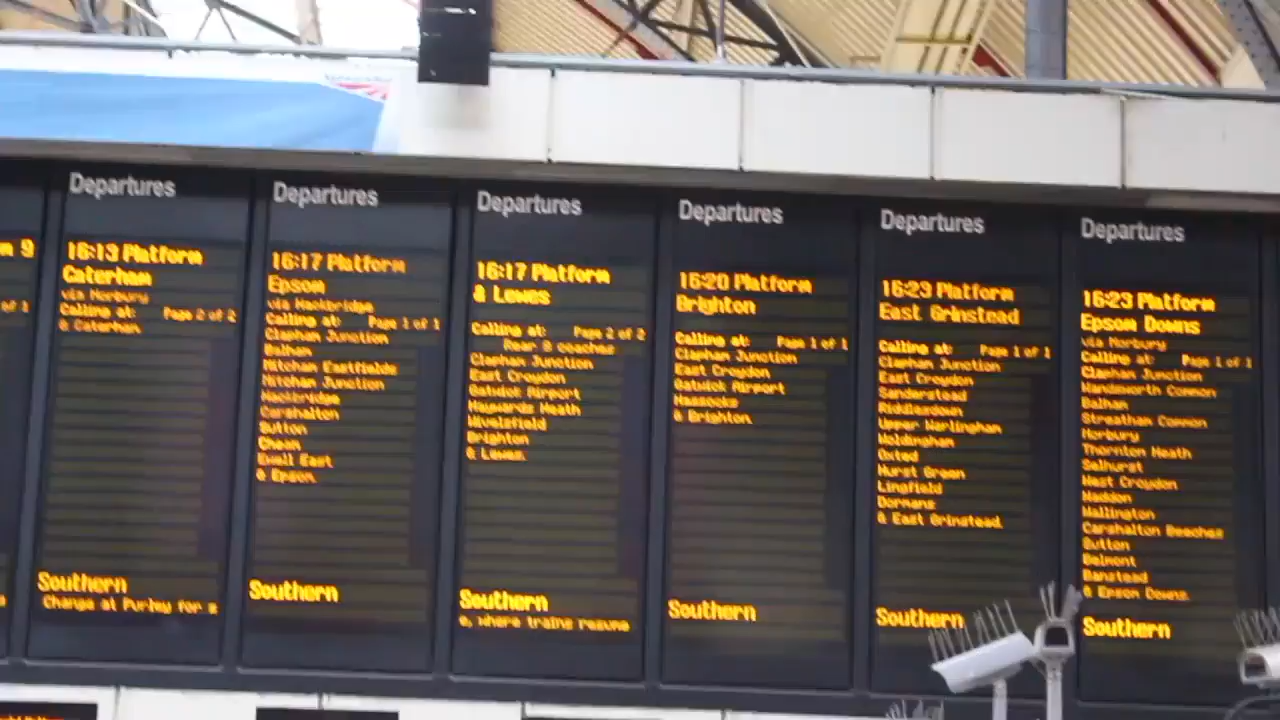 m 9
of 1
Departures
16:13 Platform
Caterham
via Norbury
Calling at: Page 2 of 2
& Caterham
Southern
Change at Purley for s
Departures
16:17 Platform
Epsom
via Hackbridge
Calling at: Page 1 of 1
Clapham Junction
Balham
Mitcham Eastfields
Mitcham Junction
Hackbridge
Carshalton
Sutton
Cheam
Ewell East
& Epsom
Southern
Departures
16:17 Platform
& Lewes
Calling at: Page 2 of 2
Rear 8 coaches
Clapham Junction
East Croydon
Gatwick Airport
Haywards Heath
Wivelsfield
Brighton
& Lewes.
Southern
e, where trains resume
Departures
16:20 Platform
Brighton
Calling at: Page 1 of 1
Clapham Junction
East Croydon
Gatwick Airport
Hassocks
& Brighton
Southern
Departures
16:23 Platform
East Grinstead
Calling at: Page 1 of 1
Clapham Junction
East Croydon
Sanderstead
Riddlesdown
Upper Warlingham
Woldingham
Oxted
Hurst Green
Lingfield
Dormans
& East Grinstead
Southern
Departures
16:23 Platform
Epsom Downs
via Norbury
Calling at: Page 1 of 1
Clapham Junction
Wandsworth Common
Balham
Streatham Common
Norbury
Thornton Heath
Selhurst
West Croydon
Waddon
Wallington
Carshalton Beeches
Sutton
Belmont
Banstead
& Epsom Downs.
Southern